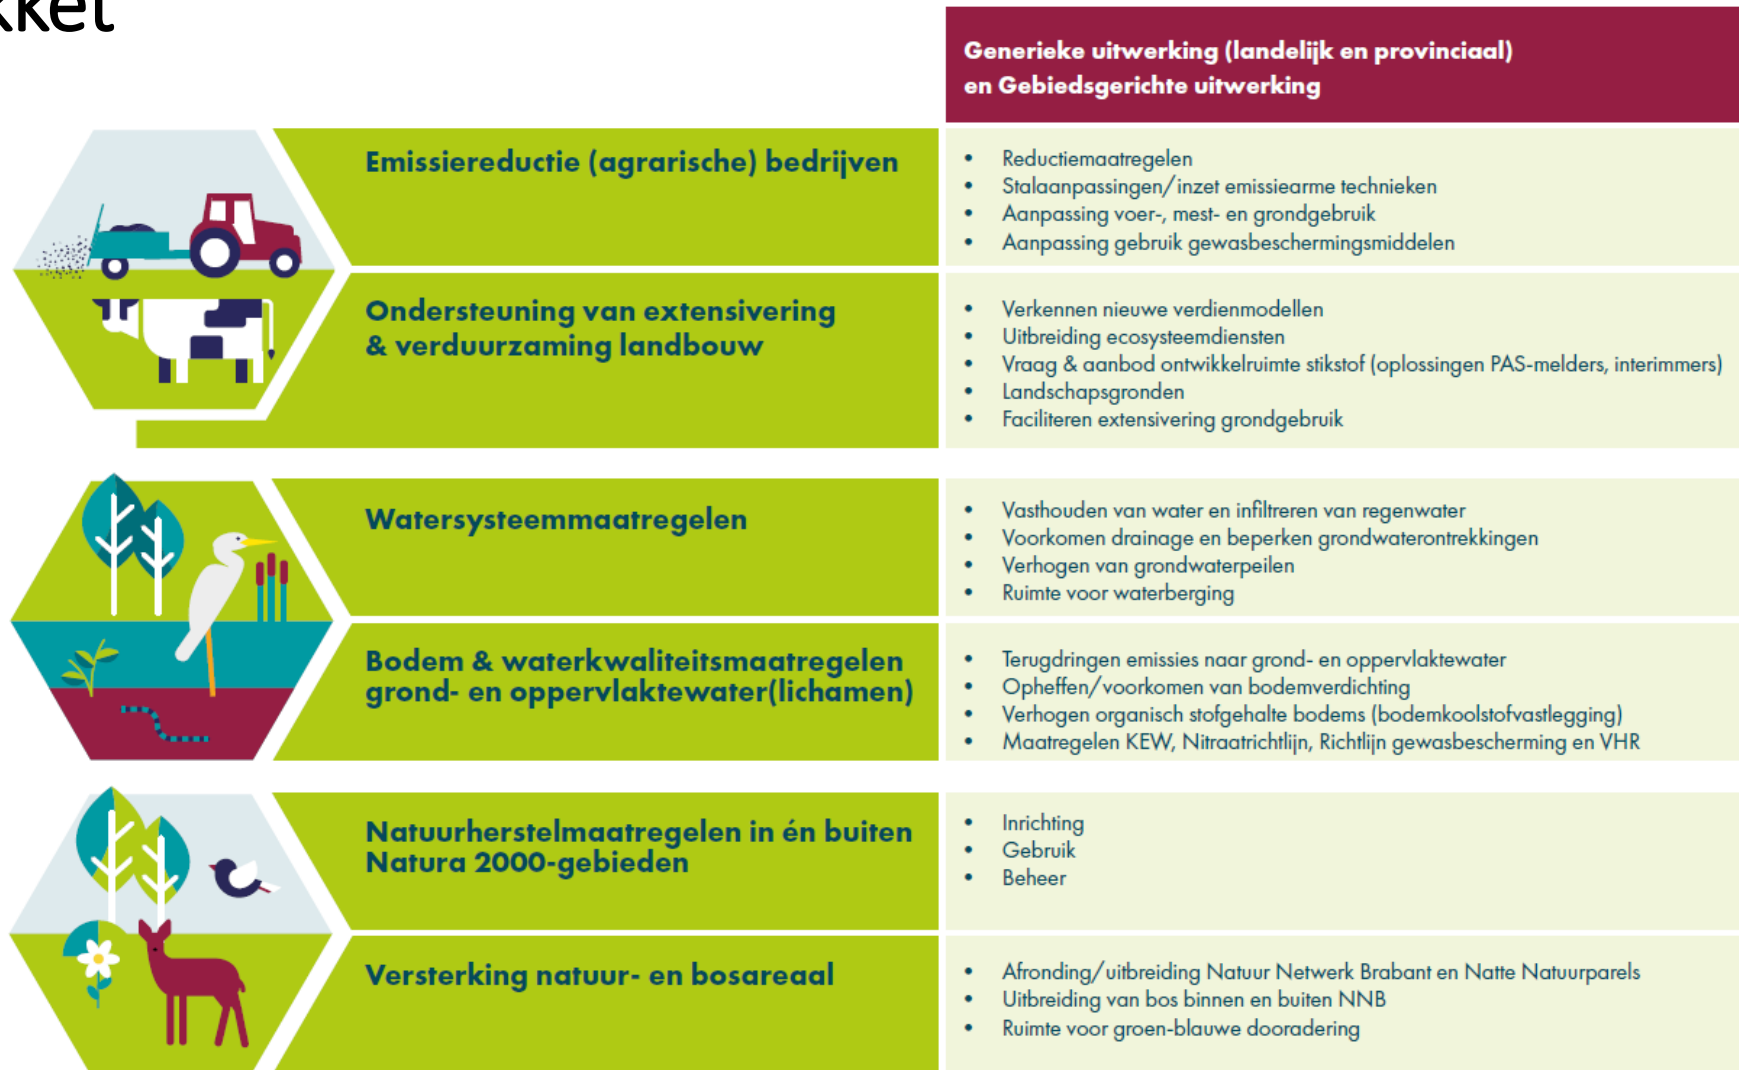 Generieke uitwerking (landelijk en provinciaal)
en Gebiedsgerichte uitwerking
Emissiereductie (agrarische) bedrijven
• Reductiemaatregelen
• Stalaanpassingen/inzet emissiearme technieken
• Aanpassing voer-, mest- en grondgebruik
• Aanpassing gebruik gewasbeschermingsmiddelen
Ondersteuning van extensivering
& verduurzaming landbouw
• Verkennen nieuwe verdienmodellen
• Uitbreiding ecosysteemdiensten
• Vraag & aanbod ontwikkelruimte stikstof (oplossingen PAS-melders, interimmers)
• Landschapsgronden
• Faciliteren extensivering grondgebruik
Watersysteemmaatregelen
• Vasthouden van water en infiltreren van regenwater
• Voorkomen drainage en beperken grondwaterontrekkingen
• Verhogen van grondwaterpeilen
• Ruimte voor waterberging
Bodem & waterkwaliteitsmaatregelen
grond- en oppervlaktewater(lichamen)
• Terugdringen emissies naar grond- en oppervlaktewater
• Opheffen/voorkomen van bodemverdichting
• Verhogen organisch stofgehalte bodems (bodemkoolstofvastlegging)
• Maatregelen KEW, Nitraatrichtlijn, Richtlijn gewasbescherming en VHR
Natuurherstelmaatregelen in én buiten
Natura 2000-gebieden
• Inrichting
• Gebruik
• Beheer
Versterking natuur- en bosareaal
• Afronding/uitbreiding Natuur Netwerk Brabant en Natte Natuurparels
• Uitbreiding van bos binnen en buiten NNB
• Ruimte voor groen-blauwe dooradering